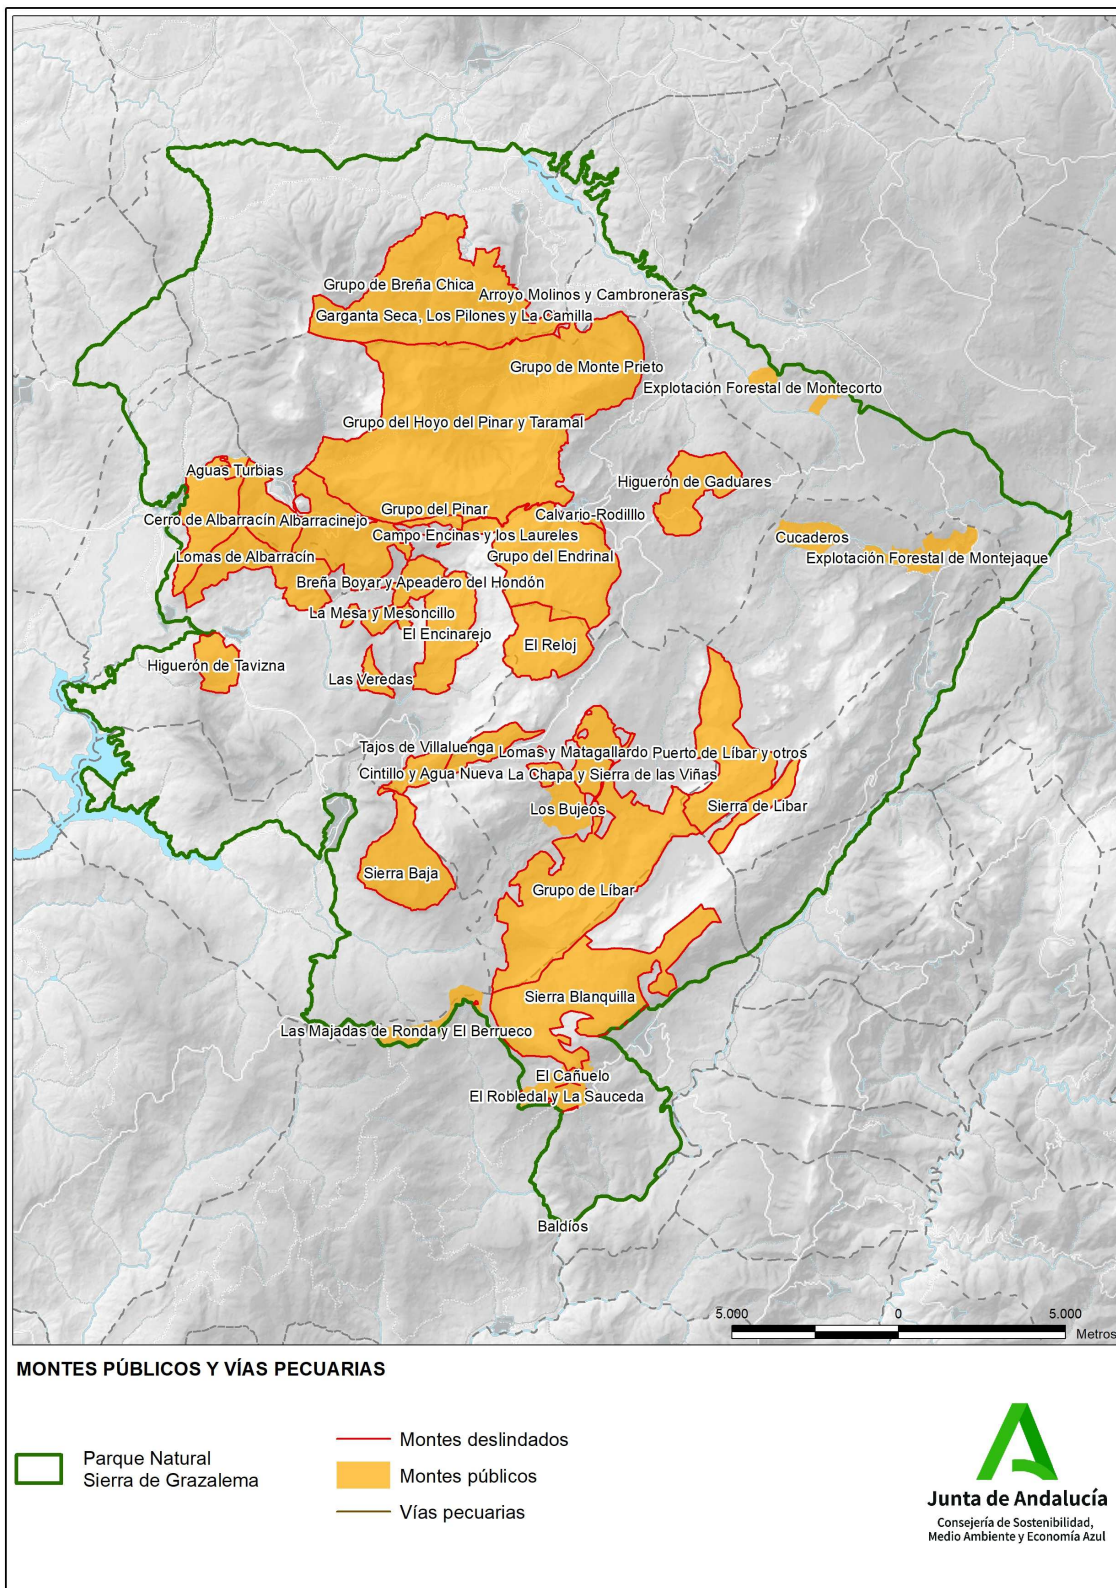 Grupo de Breña Chica
Arroyo Molinos y Cambroneras
Garganta Seca, Los Pilones y La Camilla
Grupo de Monte Prieto
Explotación Forestal de Montecorto
Grupo del Hoyo del Pinar y Taramal
Aguas Turbias
Higuerón de Gaduares
Grupo del Pinar
Calvario-Rodilllo
Cerro de Albarracín
Albarracinejo
Campo Encinas y los Laureles
Cucaderos
Lomas de Albarracín
Grupo del Endrinal
Explotación Forestal de Montejaque
Breña Boyar y Apeadero del Hondón
La Mesa y Mesoncillo
El Encinarejo
El Reloj
Higuerón de Tavizna
Las Veredas
Tajos de Villaluenga
Lomas y Matagallardo
Puerto de Líbar y otros
Cintillo y Agua Nueva
La Chapa y Sierra de las Viñas
Los Bujeos
Sierra de Líbar
Sierra Baja
Grupo de Líbar
Sierra Blanquilla
Las Majadas de Ronda y El Berrueco
El Cañuelo
El Robledal y La Sauceda
Baldíos
5.000 0 5.000
Metros
MONTES PÚBLICOS Y VÍAS PECUARIAS
Parque Natural
Sierra de Grazalema
Montes deslindados
Montes públicos
Vías pecuarias
Junta de Andalucía
Consejería de Sostenibilidad,
Medio Ambiente y Economía Azul